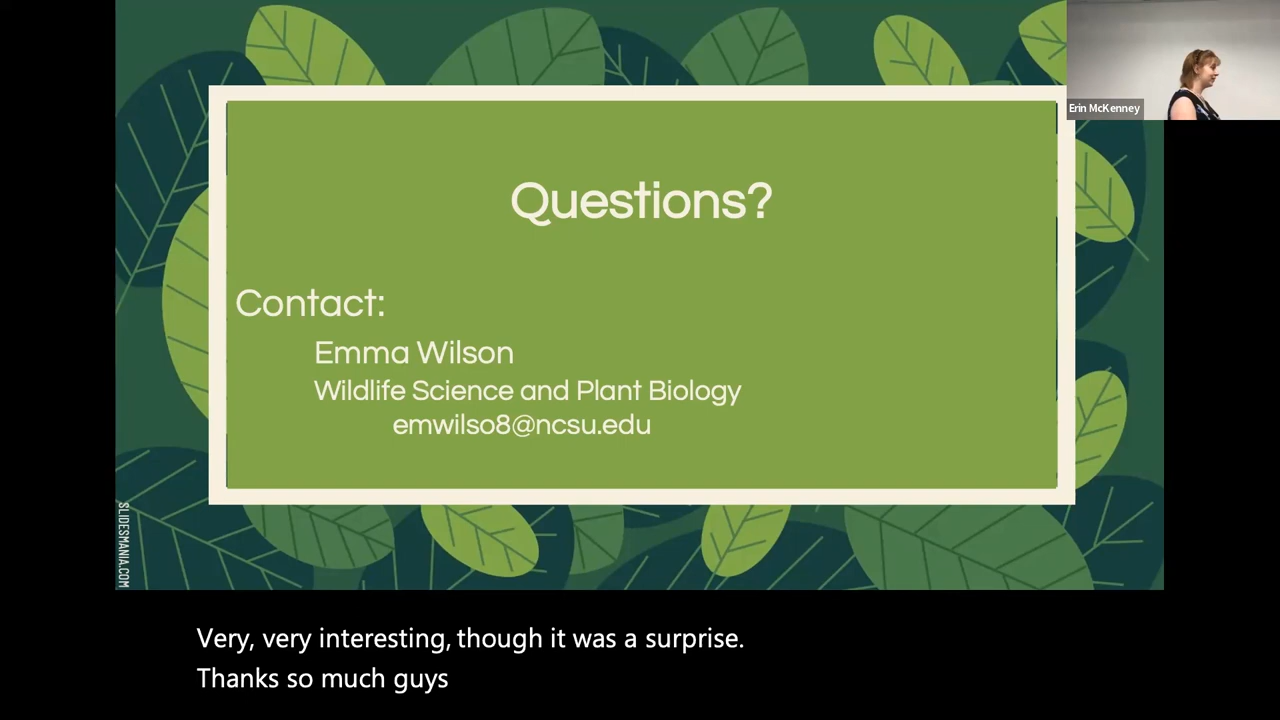 Erin McKenney
Questions?
Contact:
Emma Wilson
Wildlife Science and Plant Biology
emwilso8@ncsu.edu
SLIDESMANIA.COM
Very, very interesting, though it was a surprise.
Thanks so much guys